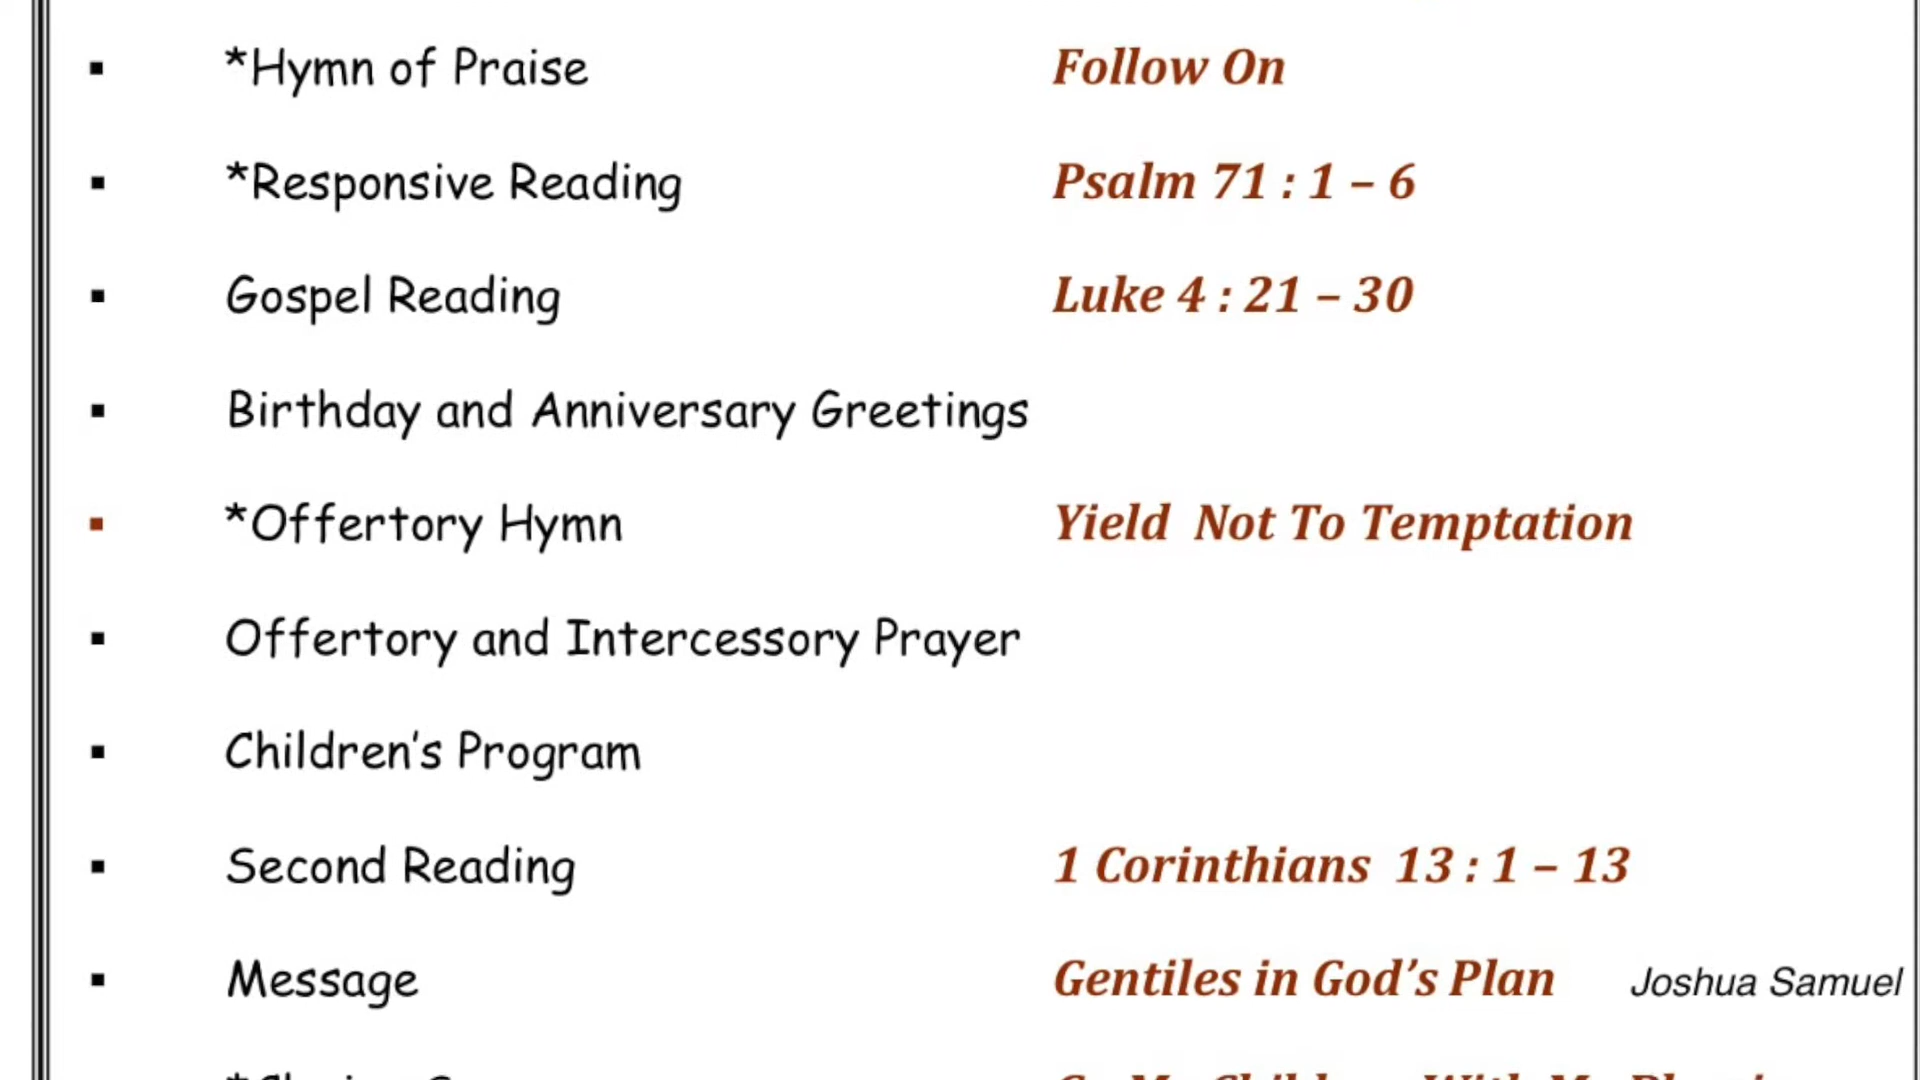 ▪ *Hymn of Praise Follow On
▪ *Responsive Reading Psalm 71 : 1 – 6
▪ Gospel Reading Luke 4 : 21 – 30
▪ Birthday and Anniversary Greetings
▪ *Offertory Hymn Yield Not To Temptation
▪ Offertory and Intercessory Prayer
▪ Children’s Program
▪ Second Reading 1 Corinthians 13 : 1 – 13
▪ Message Gentiles in God’s Plan Joshua Samuel